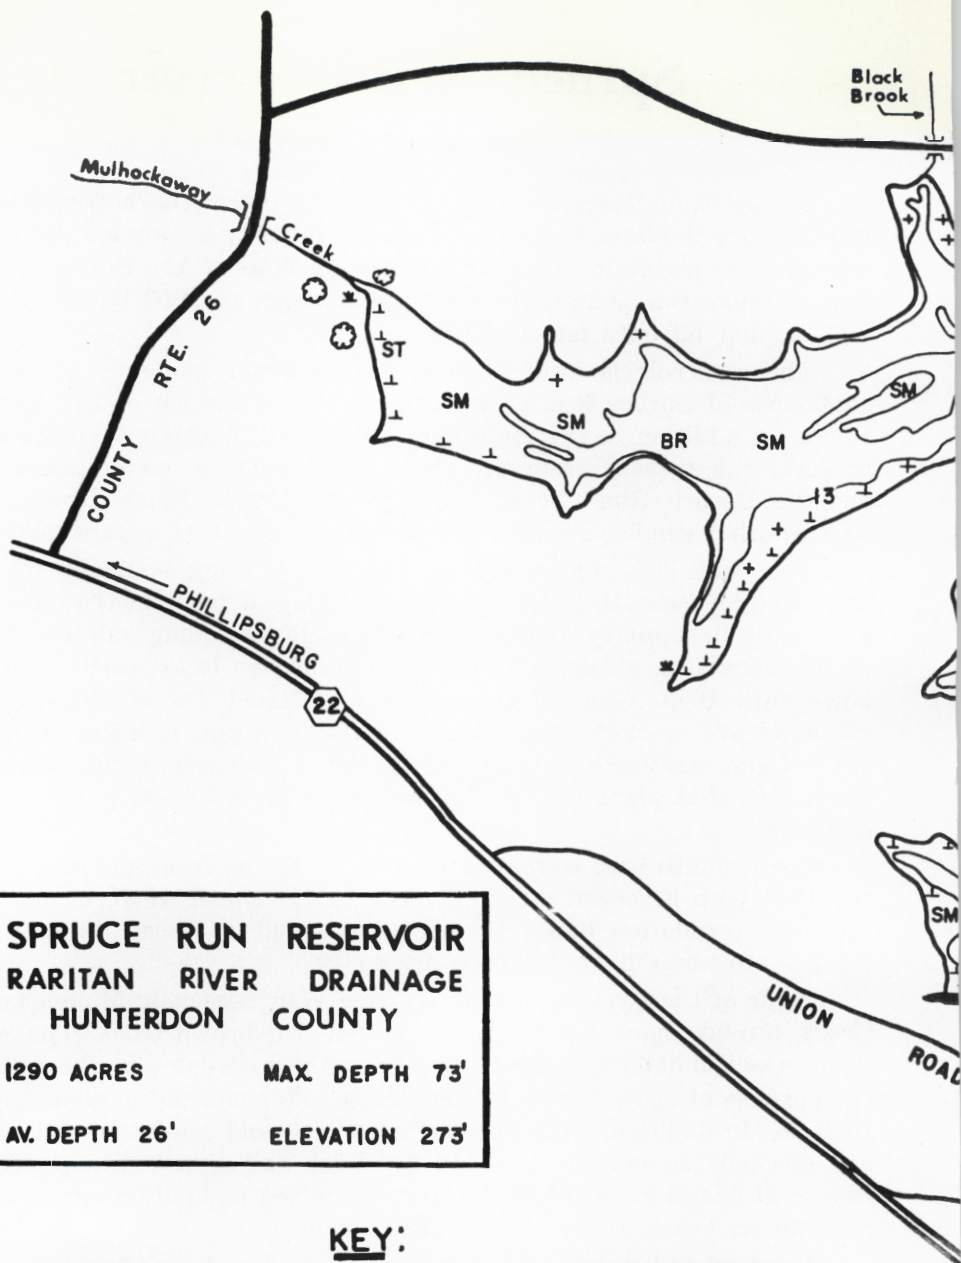 Black
Brook
Mulhockaway
Creek
COUNTY RTE. 26
ST
SM
SM
BR
SM
SM
13
PHILLIPSBURG
22
SM
UNION
ROAD
SPRUCE RUN RESERVOIR
RARITAN RIVER DRAINAGE
HUNTERDON COUNTY
1290 ACRES MAX. DEPTH 73'
AV. DEPTH 26' ELEVATION 273'
KEY: